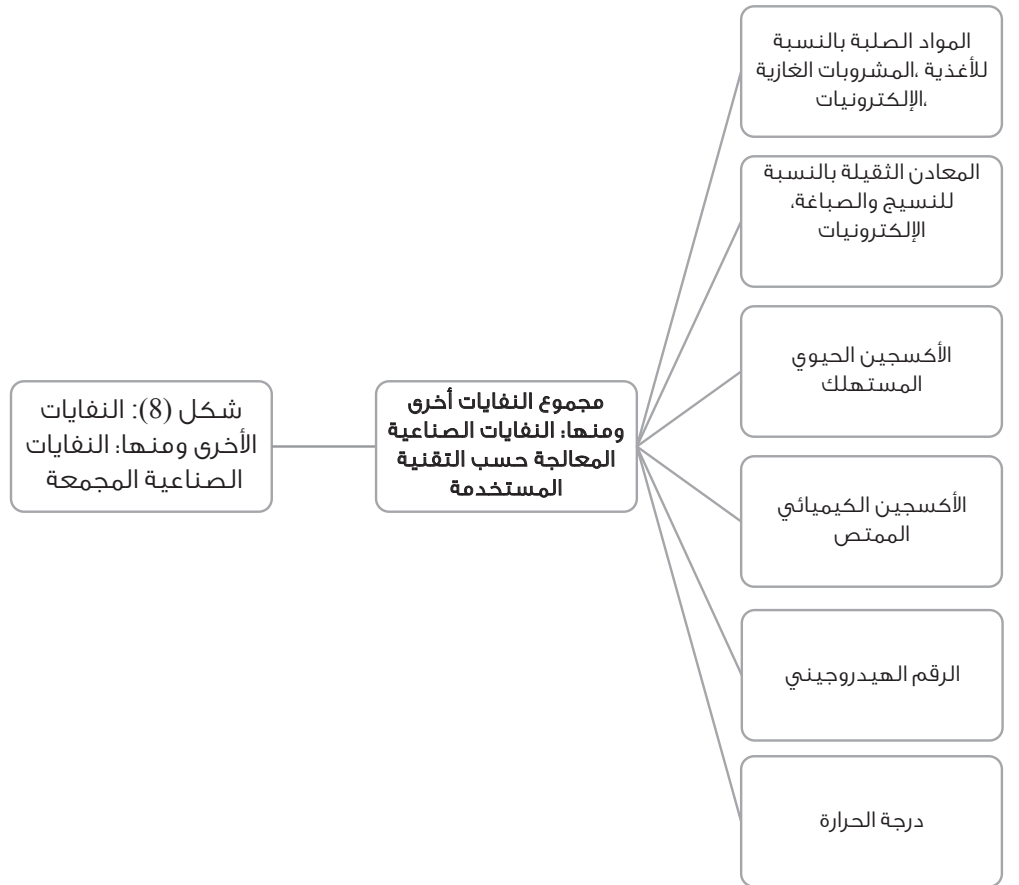 المواد الصلبة بالنسبة
للأغذية ،المشروبات الغازية
،الإلكترونيات
المعادن الثقيلة بالنسبة
للنسيج والصباغة،
الإلكترونيات
الأكسجين الحيوي
المستهلك
الأكسجين الكيميائي
الممتص
الرقم الهيدروجيني
درجة الحرارة
مجموع النفايات أخرى
ومنها: النفايات الصناعية
المعالجة حسب التقنية
المستخدمة
شكل (8): النفايات
الأخرى ومنها: النفايات
الصناعية المجمعة